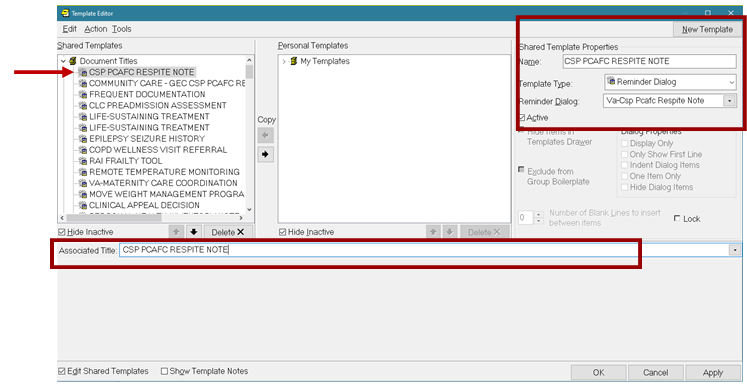 Template Editor
Edit Action Tools
New Template
Shared Templates
Document Titles
CSP PCAFC RESPITE NOTE
COMMUNITY CARE - GEC CSP PCAFC RE
FREQUENT DOCUMENTATION
CLC PREADMISSION ASSESSMENT
LIFE-SUSTAINING TREATMENT
LIFE-SUSTAINING TREATMENT
EPILEPSY SEIZURE HISTORY
COPD WELLNESS VISIT REFERRAL
RAI FRAILTY TOOL
REMOTE TEMPERATURE MONITORING
VA-MATERNITY CARE COORDINATION
MOVE WEIGHT MANAGEMENT PROGRA
CLINICAL APPEAL DECISION
Hide Inactive
Delete X
Copy
Personal Templates
My Templates
Hide Inactive
Delete X
Shared Template Properties
Name: CSP PCAFC RESPITE NOTE
Template Type: Reminder Dialog
Reminder Dialog: Va-Csp Pcafc Respite Note
Active
Hide Items in
Templates Drawer
Exclude from
Group Boilerplate
Dialog Properties
Display Only
Only Show First Line
Indent Dialog Items
One Item Only
Hide Dialog Items
0 Number of Blank Lines to insert
between items
Lock
Associated Title: CSP PCAFC RESPITE NOTE
Edit Shared Templates
Show Template Notes
OK
Cancel
Apply